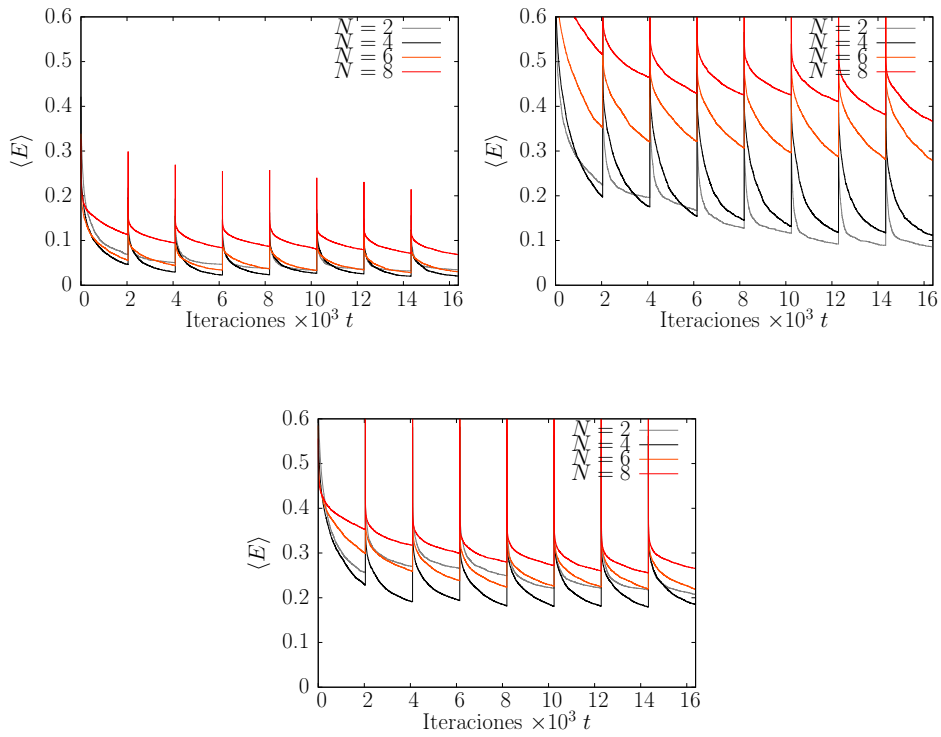 0.6
0.5
0.4
0.3
0.2
0.1
0
⟨E⟩
N = 2
N = 4
N = 6
N = 8
0 2 4 6 8 10 12 14 16
Iteraciones ×10³ t
0.6
0.5
0.4
0.3
0.2
0.1
0
⟨E⟩
N = 2
N = 4
N = 6
N = 8
0 2 4 6 8 10 12 14 16
Iteraciones ×10³ t
0.6
0.5
0.4
0.3
0.2
0.1
0
⟨E⟩
N = 2
N = 4
N = 6
N = 8
0 2 4 6 8 10 12 14 16
Iteraciones ×10³ t